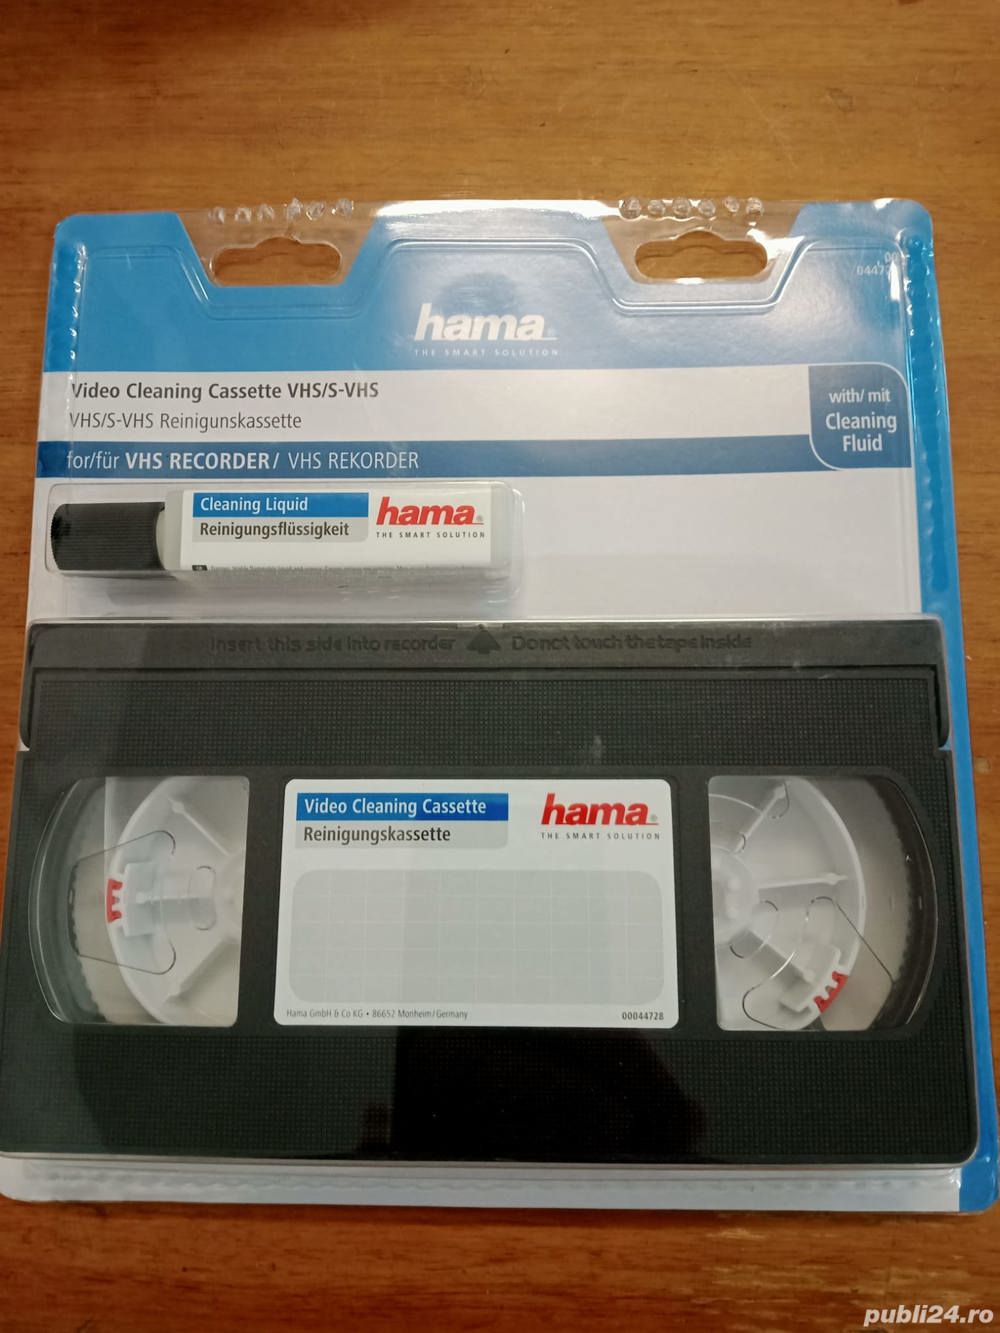 hama
THE SMART SOLUTION
Video Cleaning Cassette VHS/S-VHS
VHS/S-VHS Reinigunskassette
with/ mit
Cleaning
Fluid
for/für VHS RECORDER/ VHS REKORDER
Cleaning Liquid
Reinigungsflüssigkeit
hama
THE SMART SOLUTION
Insert this side into recorder
Do not touch the tape inside
Video Cleaning Cassette
Reinigungskassette
hama
THE SMART SOLUTION
Hama GmbH & Co KG • 86652 Monheim/Germany
00044728
publi24.ro